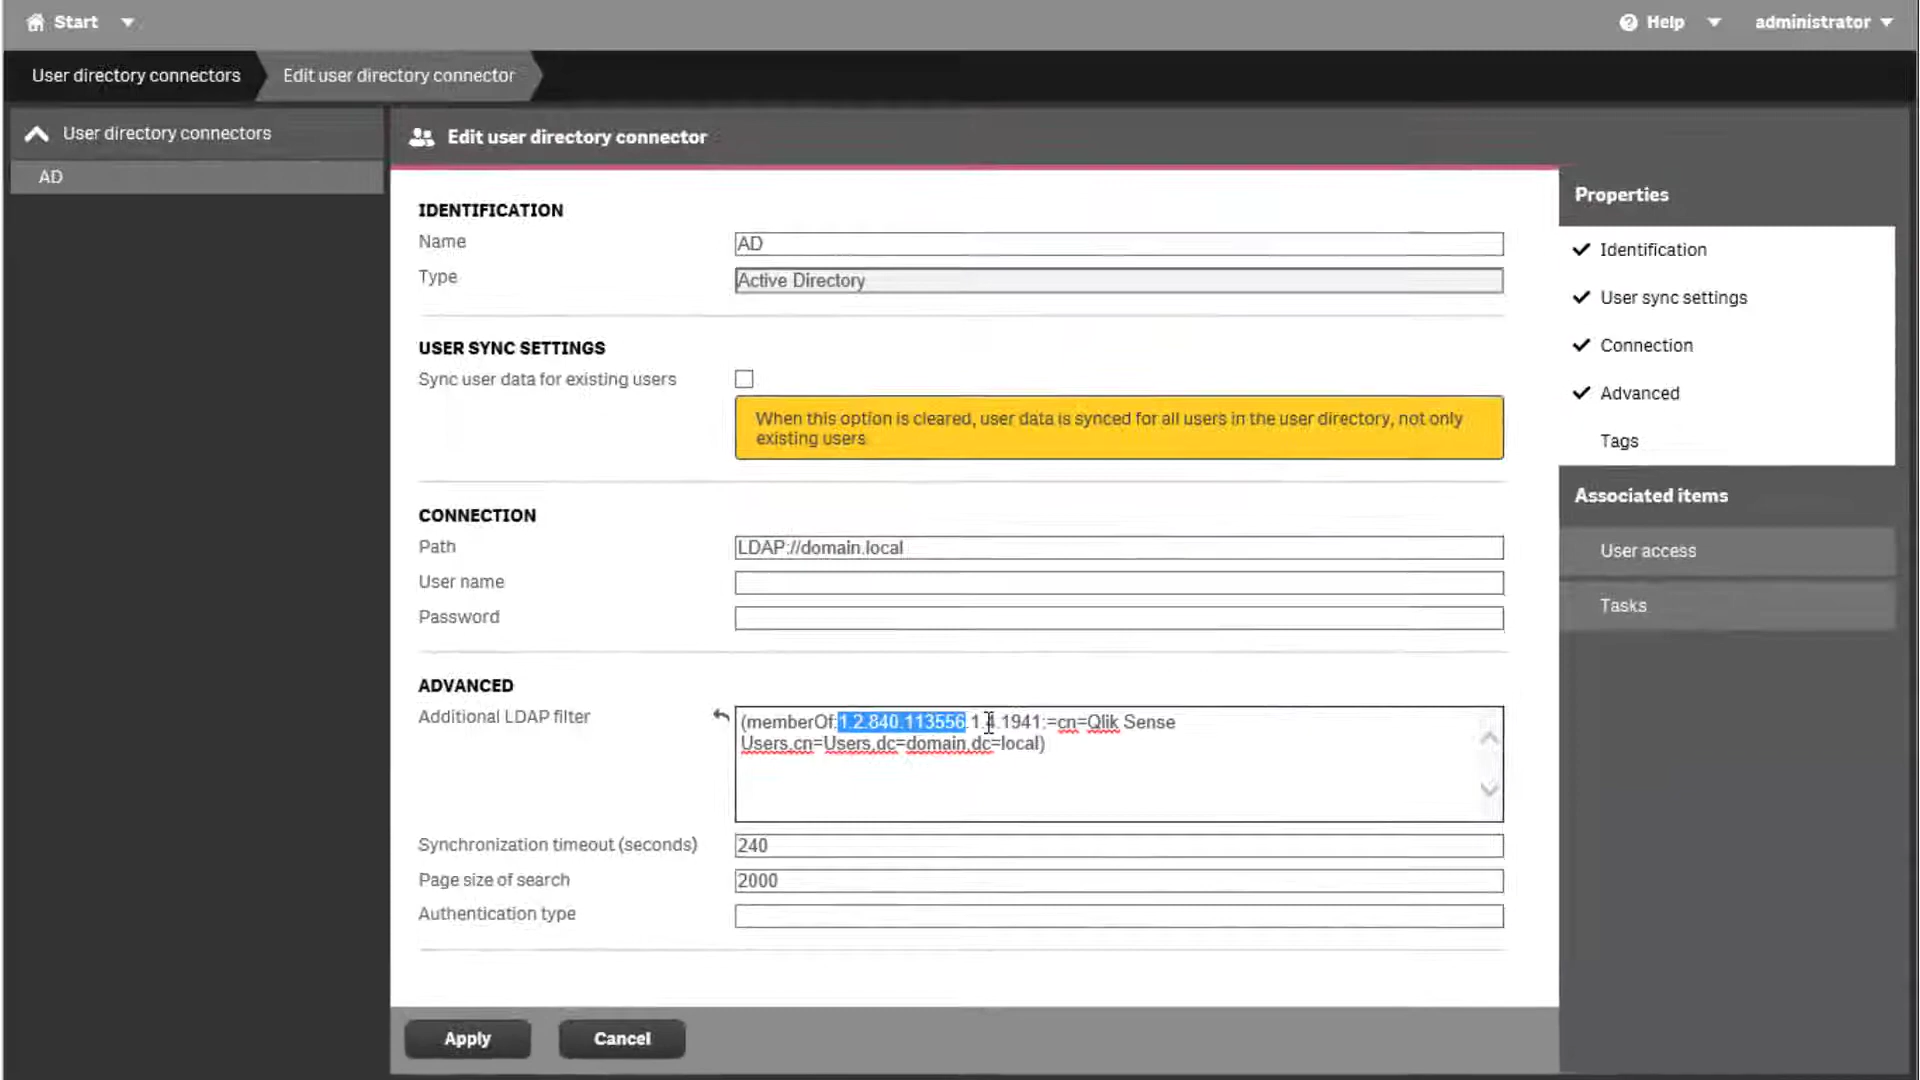 Start
Help
administrator
User directory connectors
Edit user directory connector
User directory connectors
AD
Edit user directory connector
IDENTIFICATION
Name
AD
Type
Active Directory
USER SYNC SETTINGS
Sync user data for existing users
When this option is cleared, user data is synced for all users in the user directory, not only
existing users
CONNECTION
Path
LDAP://domain.local
User name
Password
ADVANCED
Additional LDAP filter
(memberOf:1.2.840.113556.1.4.1941:=cn=Qlik Sense
Users,cn=Users,dc=domain,dc=local)
Synchronization timeout (seconds)
240
Page size of search
2000
Authentication type
Apply
Cancel
Properties
Identification
User sync settings
Connection
Advanced
Tags
Associated items
User access
Tasks